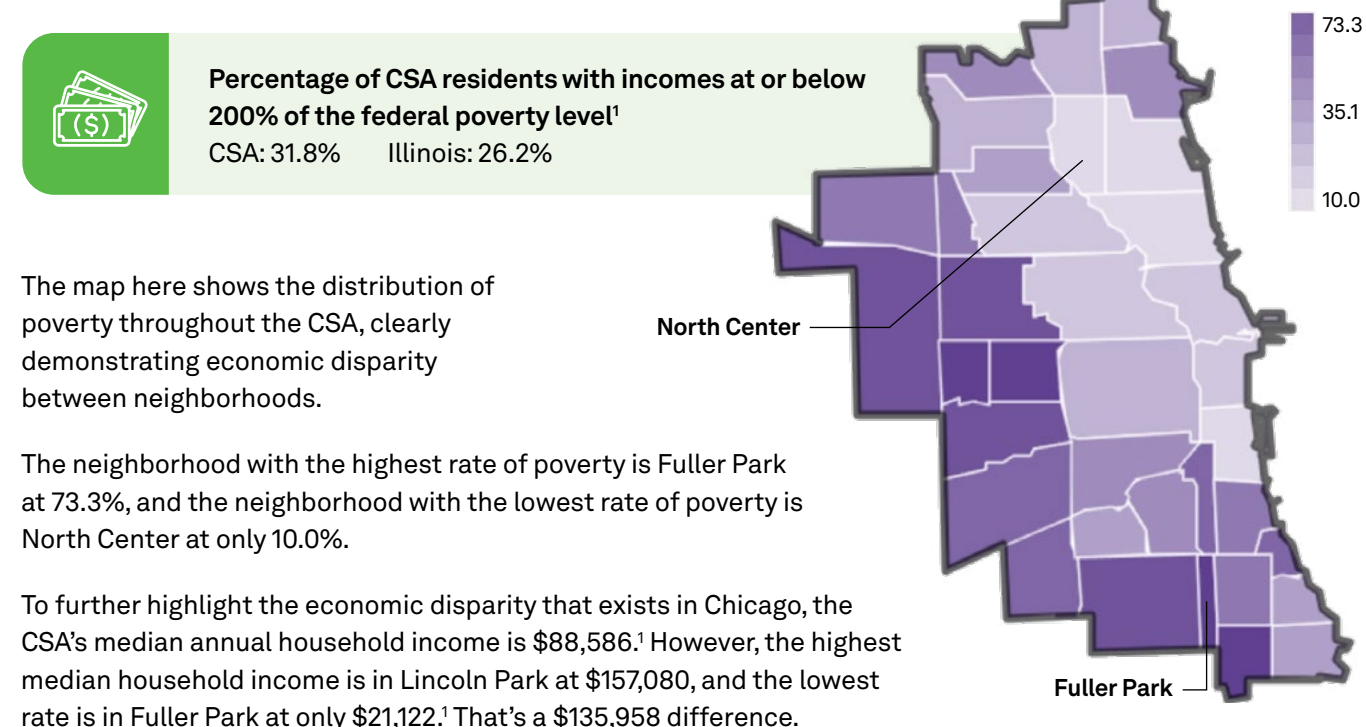 ($)
Percentage of CSA residents with incomes at or below
200% of the federal poverty level¹
CSA: 31.8% Illinois: 26.2%
73.3
35.1
10.0
The map here shows the distribution of
poverty throughout the CSA, clearly
demonstrating economic disparity
between neighborhoods.
North Center
The neighborhood with the highest rate of poverty is Fuller Park
at 73.3%, and the neighborhood with the lowest rate of poverty is
North Center at only 10.0%.
To further highlight the economic disparity that exists in Chicago, the
CSA’s median annual household income is $88,586.¹ However, the highest
median household income is in Lincoln Park at $157,080, and the lowest
rate is in Fuller Park at only $21,122.¹ That’s a $135,958 difference.
Fuller Park